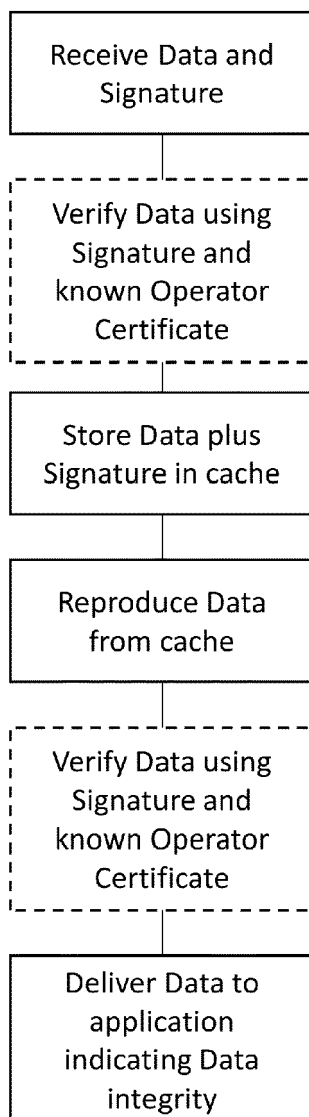 Receive Data and
Signature
Verify Data using
Signature and
known Operator
Certificate
Store Data plus
Signature in cache
Reproduce Data
from cache
Verify Data using
Signature and
known Operator
Certificate
Deliver Data to
application
indicating Data
integrity